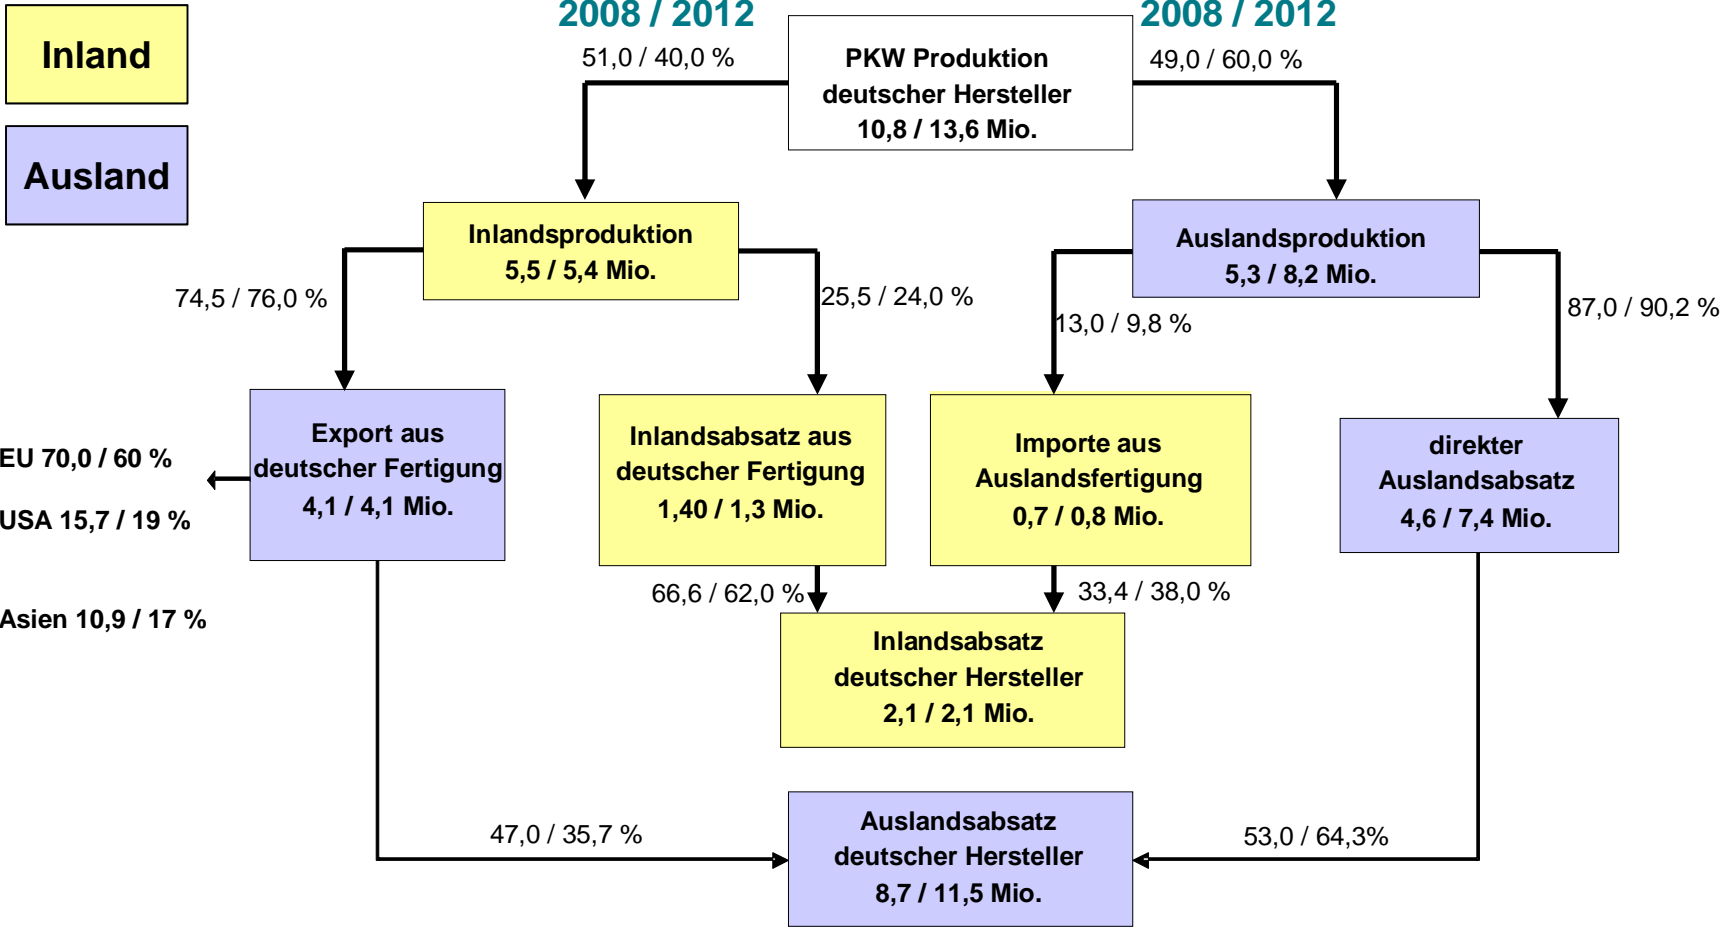 2008 / 2012
2008 / 2012
Inland
Ausland
51,0 / 40,0 %
PKW Produktion
deutscher Hersteller
10,8 / 13,6 Mio.
49,0 / 60,0 %
Inlandsproduktion
5,5 / 5,4 Mio.
Auslandsproduktion
5,3 / 8,2 Mio.
74,5 / 76,0 %
25,5 / 24,0 %
13,0 / 9,8 %
87,0 / 90,2 %
Export aus
deutscher Fertigung
4,1 / 4,1 Mio.
Inlandsabsatz aus
deutscher Fertigung
1,40 / 1,3 Mio.
Importe aus
Auslandsfertigung
0,7 / 0,8 Mio.
direkter
Auslandsabsatz
4,6 / 7,4 Mio.
EU 70,0 / 60 %
USA 15,7 / 19 %
Asien 10,9 / 17 %
66,6 / 62,0 %
33,4 / 38,0 %
Inlandsabsatz
deutscher Hersteller
2,1 / 2,1 Mio.
47,0 / 35,7 %
Auslandsabsatz
deutscher Hersteller
8,7 / 11,5 Mio.
53,0 / 64,3%